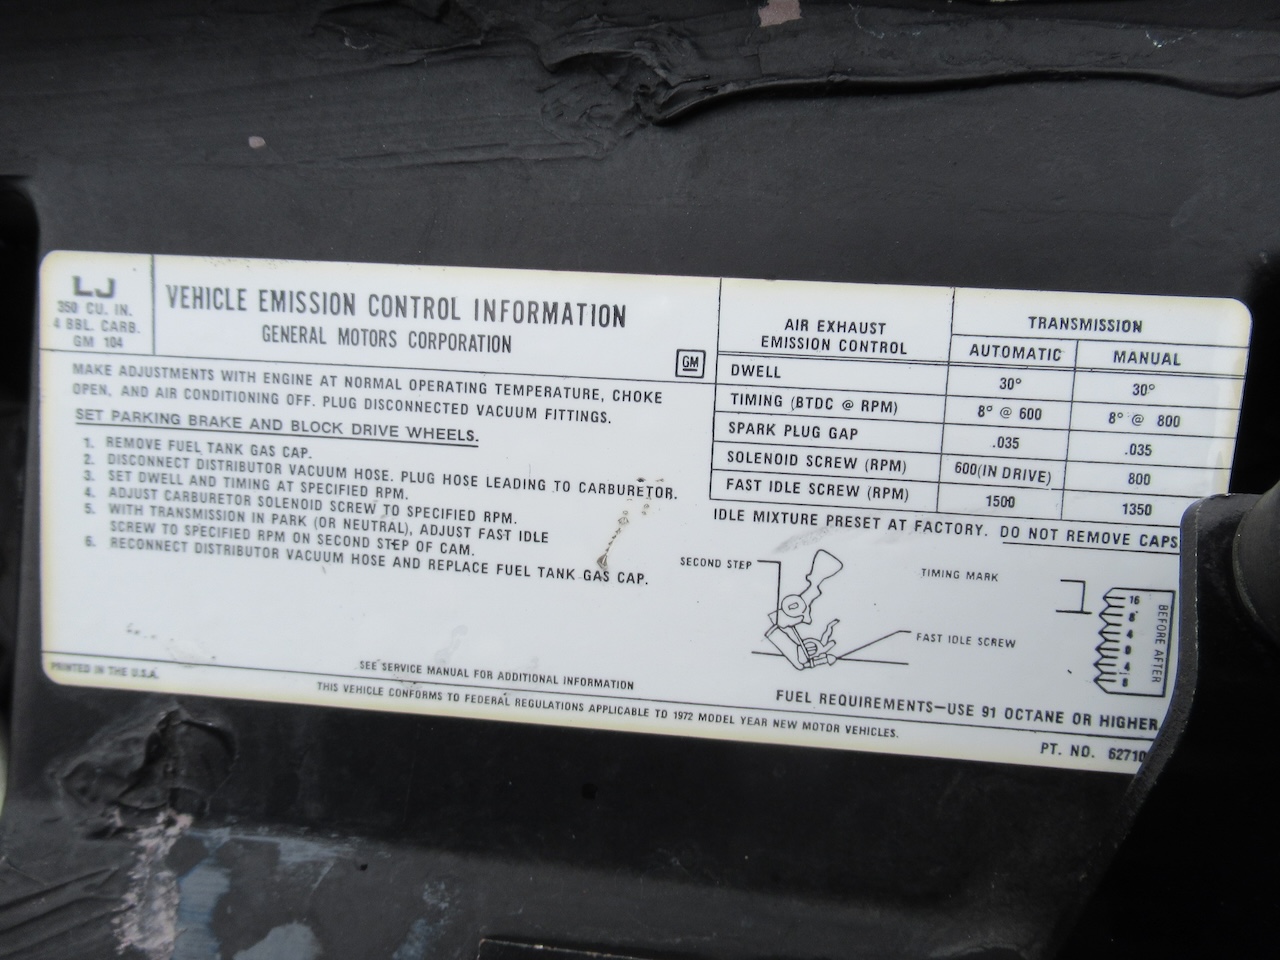 LJ
350 CU. IN.
4 BBL. CARB.
GM 104
VEHICLE EMISSION CONTROL INFORMATION
GENERAL MOTORS CORPORATION
GM
MAKE ADJUSTMENTS WITH ENGINE AT NORMAL OPERATING TEMPERATURE, CHOKE
OPEN, AND AIR CONDITIONING OFF. PLUG DISCONNECTED VACUUM FITTINGS.
SET PARKING BRAKE AND BLOCK DRIVE WHEELS.
1. REMOVE FUEL TANK GAS CAP.
2. DISCONNECT DISTRIBUTOR VACUUM HOSE. PLUG HOSE LEADING TO CARBURETOR.
3. SET DWELL AND TIMING AT SPECIFIED RPM.
4. ADJUST CARBURETOR SOLENOID SCREW TO SPECIFIED RPM.
5. WITH TRANSMISSION IN PARK (OR NEUTRAL), ADJUST FAST IDLE
SCREW TO SPECIFIED RPM ON SECOND STEP OF CAM.
6. RECONNECT DISTRIBUTOR VACUUM HOSE AND REPLACE FUEL TANK GAS CAP.
AIR EXHAUST
EMISSION CONTROL
TRANSMISSION
AUTOMATIC MANUAL
DWELL 30° 30°
TIMING (BTDC @ RPM) 8° @ 600 8° @ 800
SPARK PLUG GAP .035 .035
SOLENOID SCREW (RPM) 600(IN DRIVE) 800
FAST IDLE SCREW (RPM) 1500 1350
IDLE MIXTURE PRESET AT FACTORY. DO NOT REMOVE CAPS
SECOND STEP
TIMING MARK
FAST IDLE SCREW
16
8
4
0
4
8
BEFORE AFTER
FUEL REQUIREMENTS—USE 91 OCTANE OR HIGHER
PRINTED IN THE U.S.A.
SEE SERVICE MANUAL FOR ADDITIONAL INFORMATION
THIS VEHICLE CONFORMS TO FEDERAL REGULATIONS APPLICABLE TO 1972 MODEL YEAR NEW MOTOR VEHICLES.
PT. NO. 62710